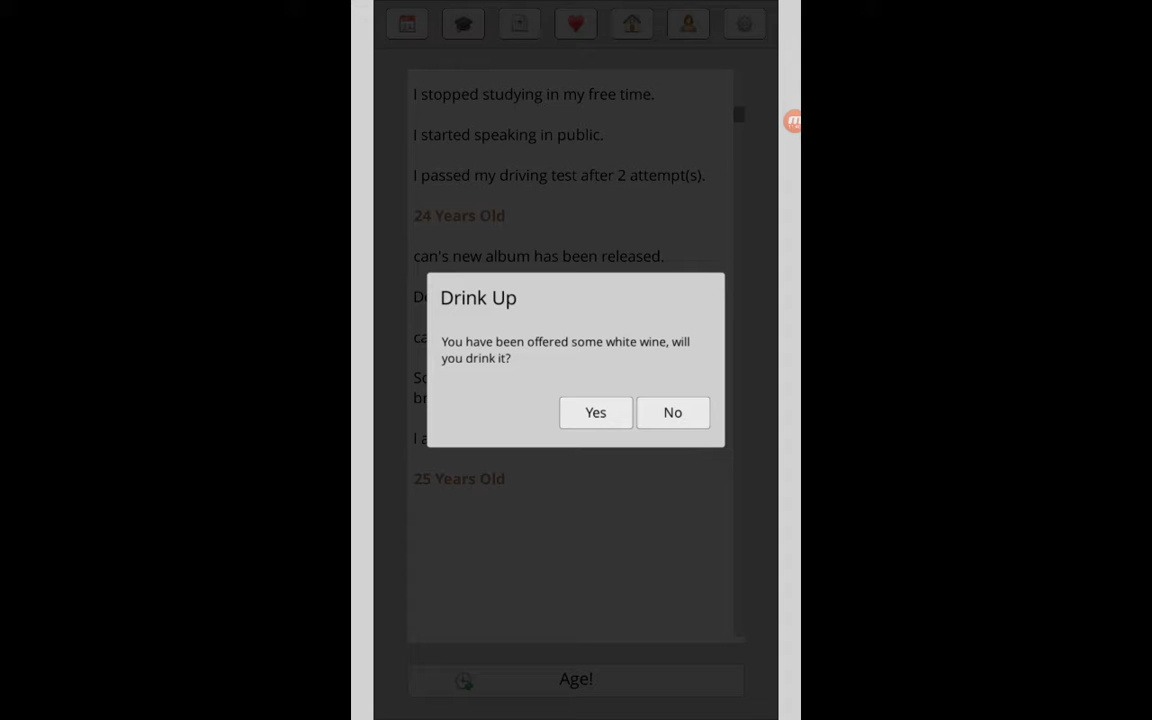 I stopped studying in my free time.
I started speaking in public.
I passed my driving test after 2 attempt(s).
24 Years Old
can's new album has been released.
Drink Up
You have been offered some white wine, will
you drink it?
Yes No
I
25 Years Old
Age!